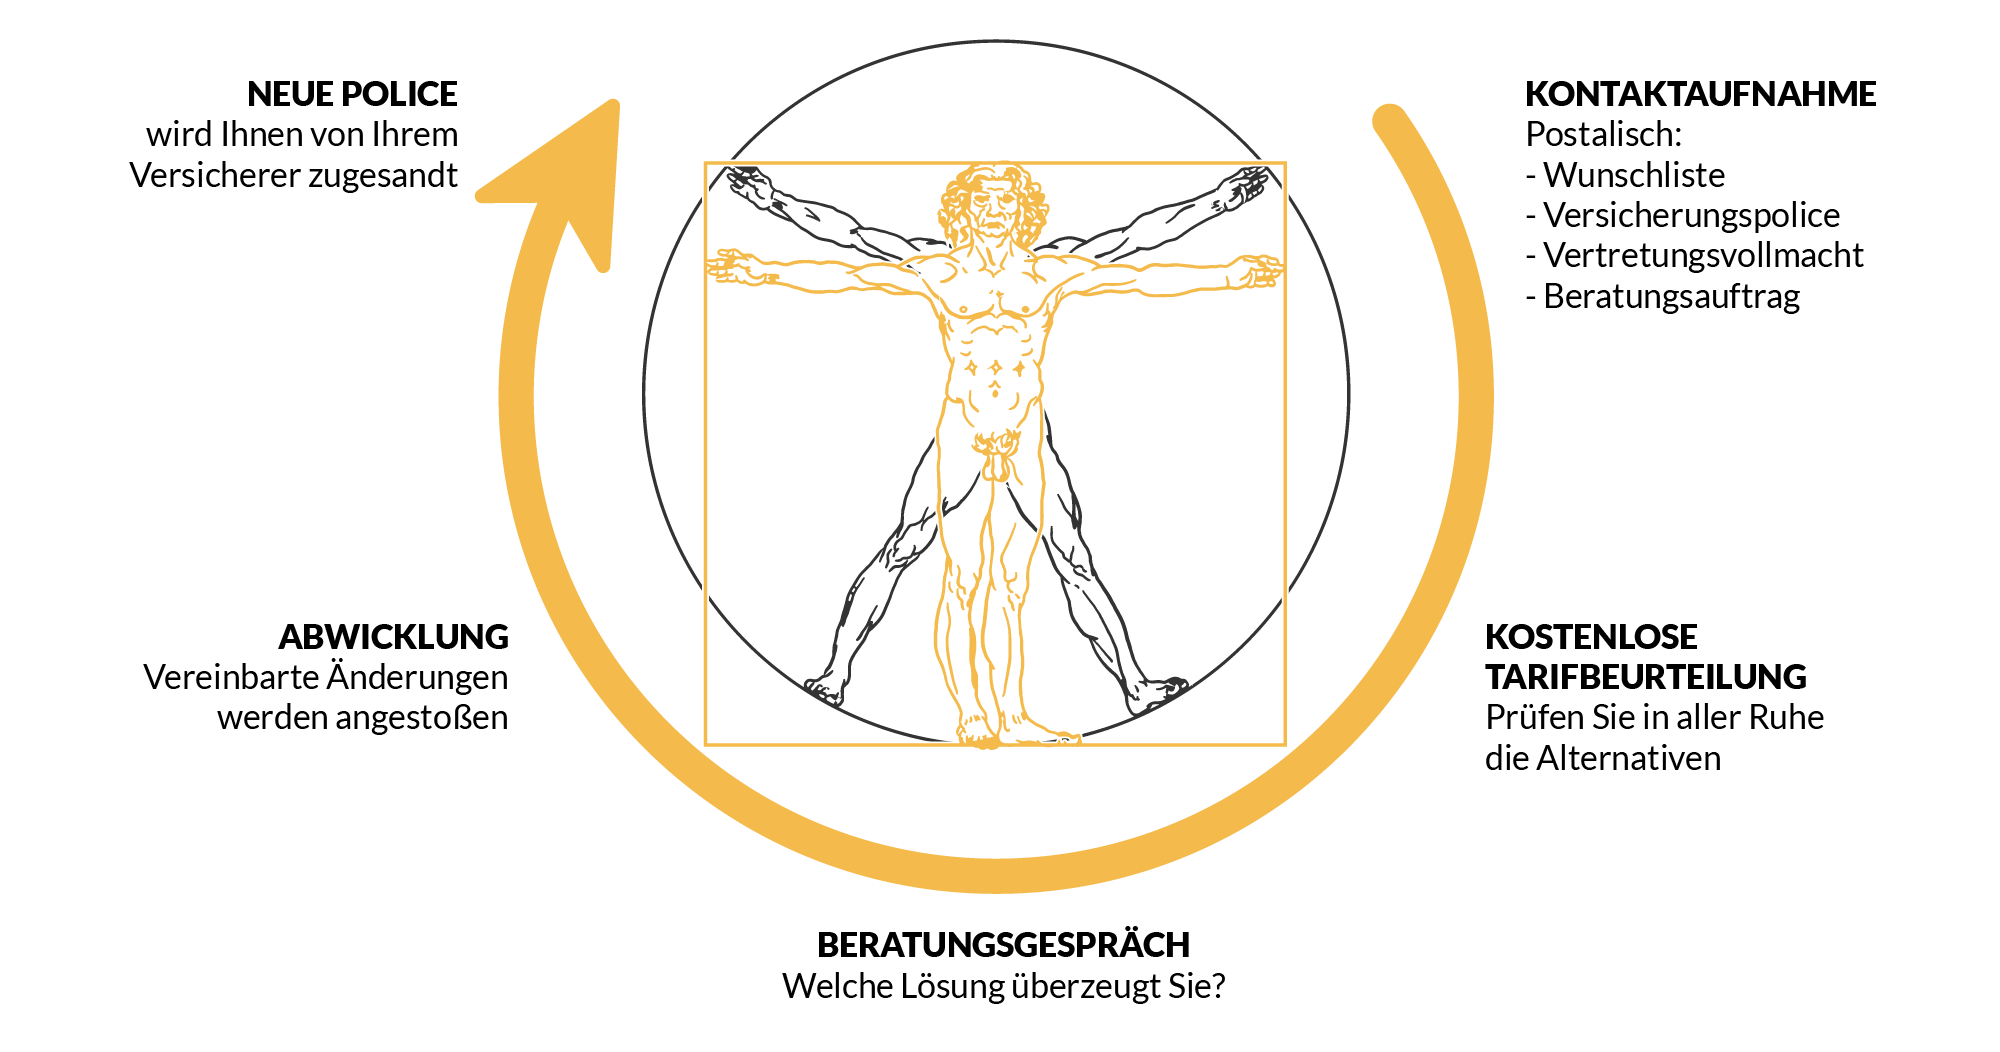 NEUE POLICE
wird Ihnen von Ihrem
Versicherer zugesandt
KONTAKTAUFNAHME
Postalisch:
- Wunschliste
- Versicherungspolice
- Vertretungsvollmacht
- Beratungsauftrag
ABWICKLUNG
Vereinbarte Änderungen
werden angestoßen
KOSTENLOSE
TARIFBEURTEILUNG
Prüfen Sie in aller Ruhe
die Alternativen
BERATUNGSGESPRÄCH
Welche Lösung überzeugt Sie?